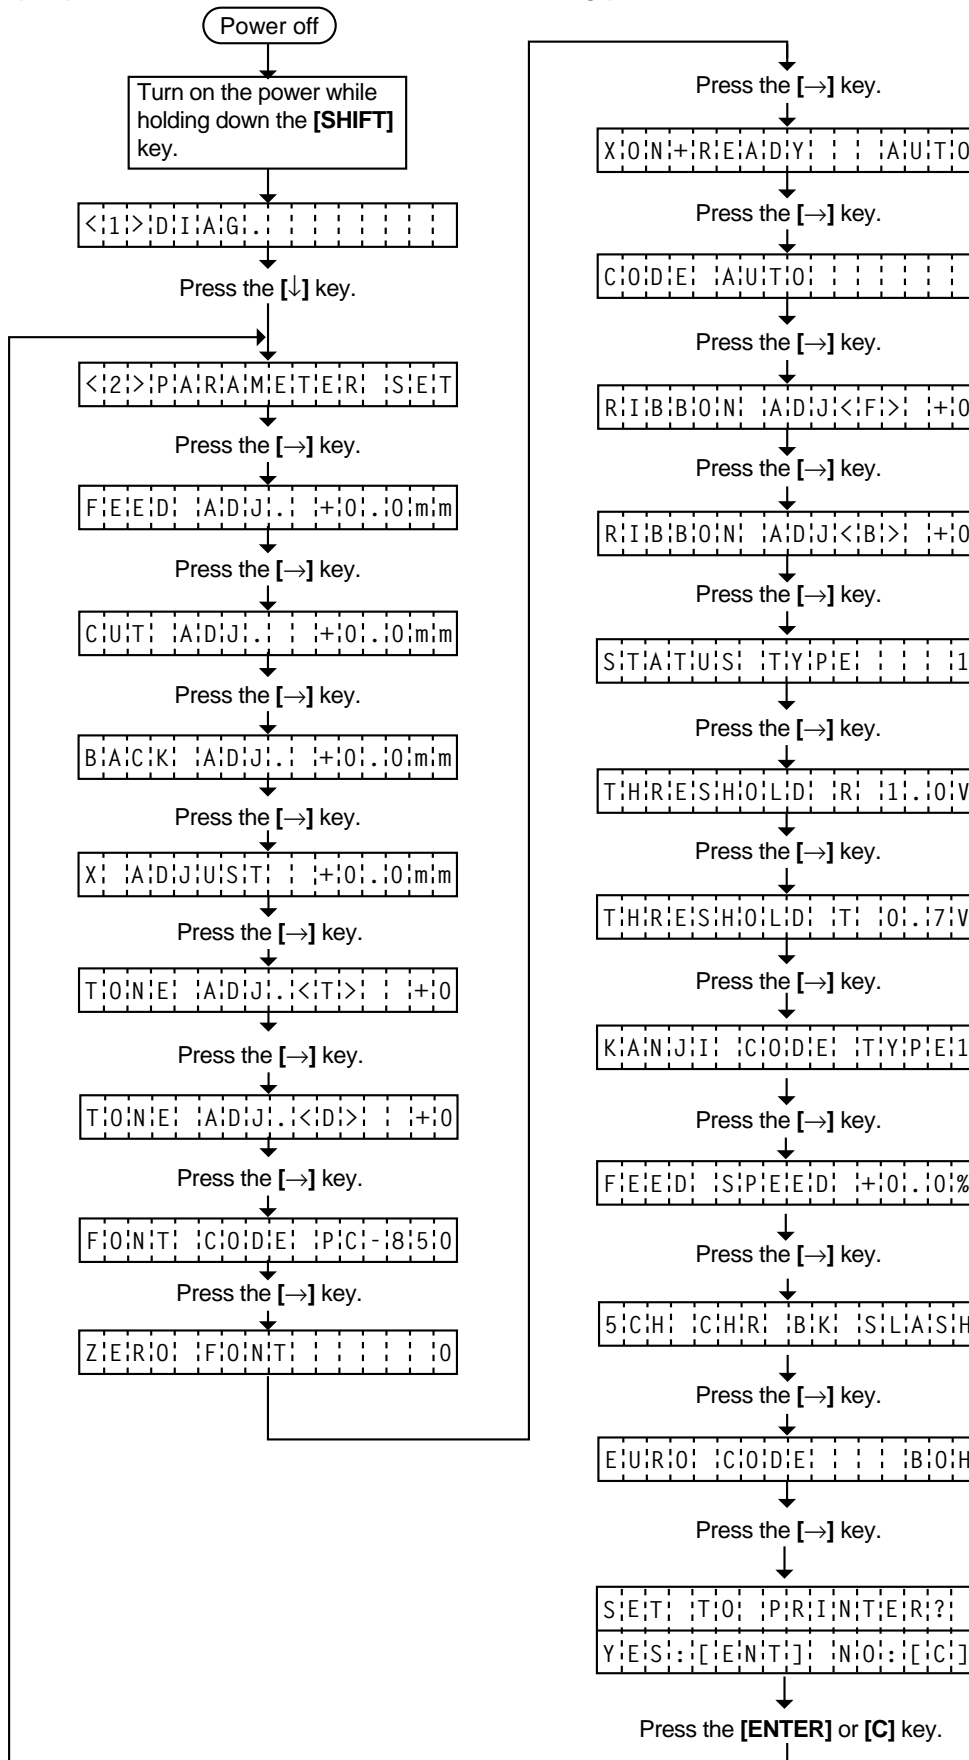 Power off
Turn on the power while
holding down the [SHIFT]
key.
<1>DIAG.
Press the [↓] key.
<2>PARAMETER SET
Press the [→] key.
FEED ADJ. +0.0mm
Press the [→] key.
CUT ADJ. +0.0mm
Press the [→] key.
BACK ADJ. +0.0mm
Press the [→] key.
X ADJUST +0.0mm
Press the [→] key.
TONE ADJ.<T> +0
Press the [→] key.
TONE ADJ.<D> +0
Press the [→] key.
FONT CODE PC-850
Press the [→] key.
ZERO FONT 0
Press the [→] key.
XON+READY AUTO
Press the [→] key.
CODE AUTO
Press the [→] key.
RIBBON ADJ<F> +0
Press the [→] key.
RIBBON ADJ<B> +0
Press the [→] key.
STATUS TYPE 1
Press the [→] key.
THRESHOLD R 1.0V
Press the [→] key.
THRESHOLD T 0.7V
Press the [→] key.
KANJI CODE TYPE1
Press the [→] key.
FEED SPEED +0.0%
Press the [→] key.
5CH CHR BK SLASH
Press the [→] key.
EURO CODE B0H
Press the [→] key.
SET TO PRINTER?
YES:[ENT] NO:[C]
Press the [ENTER] or [C] key.